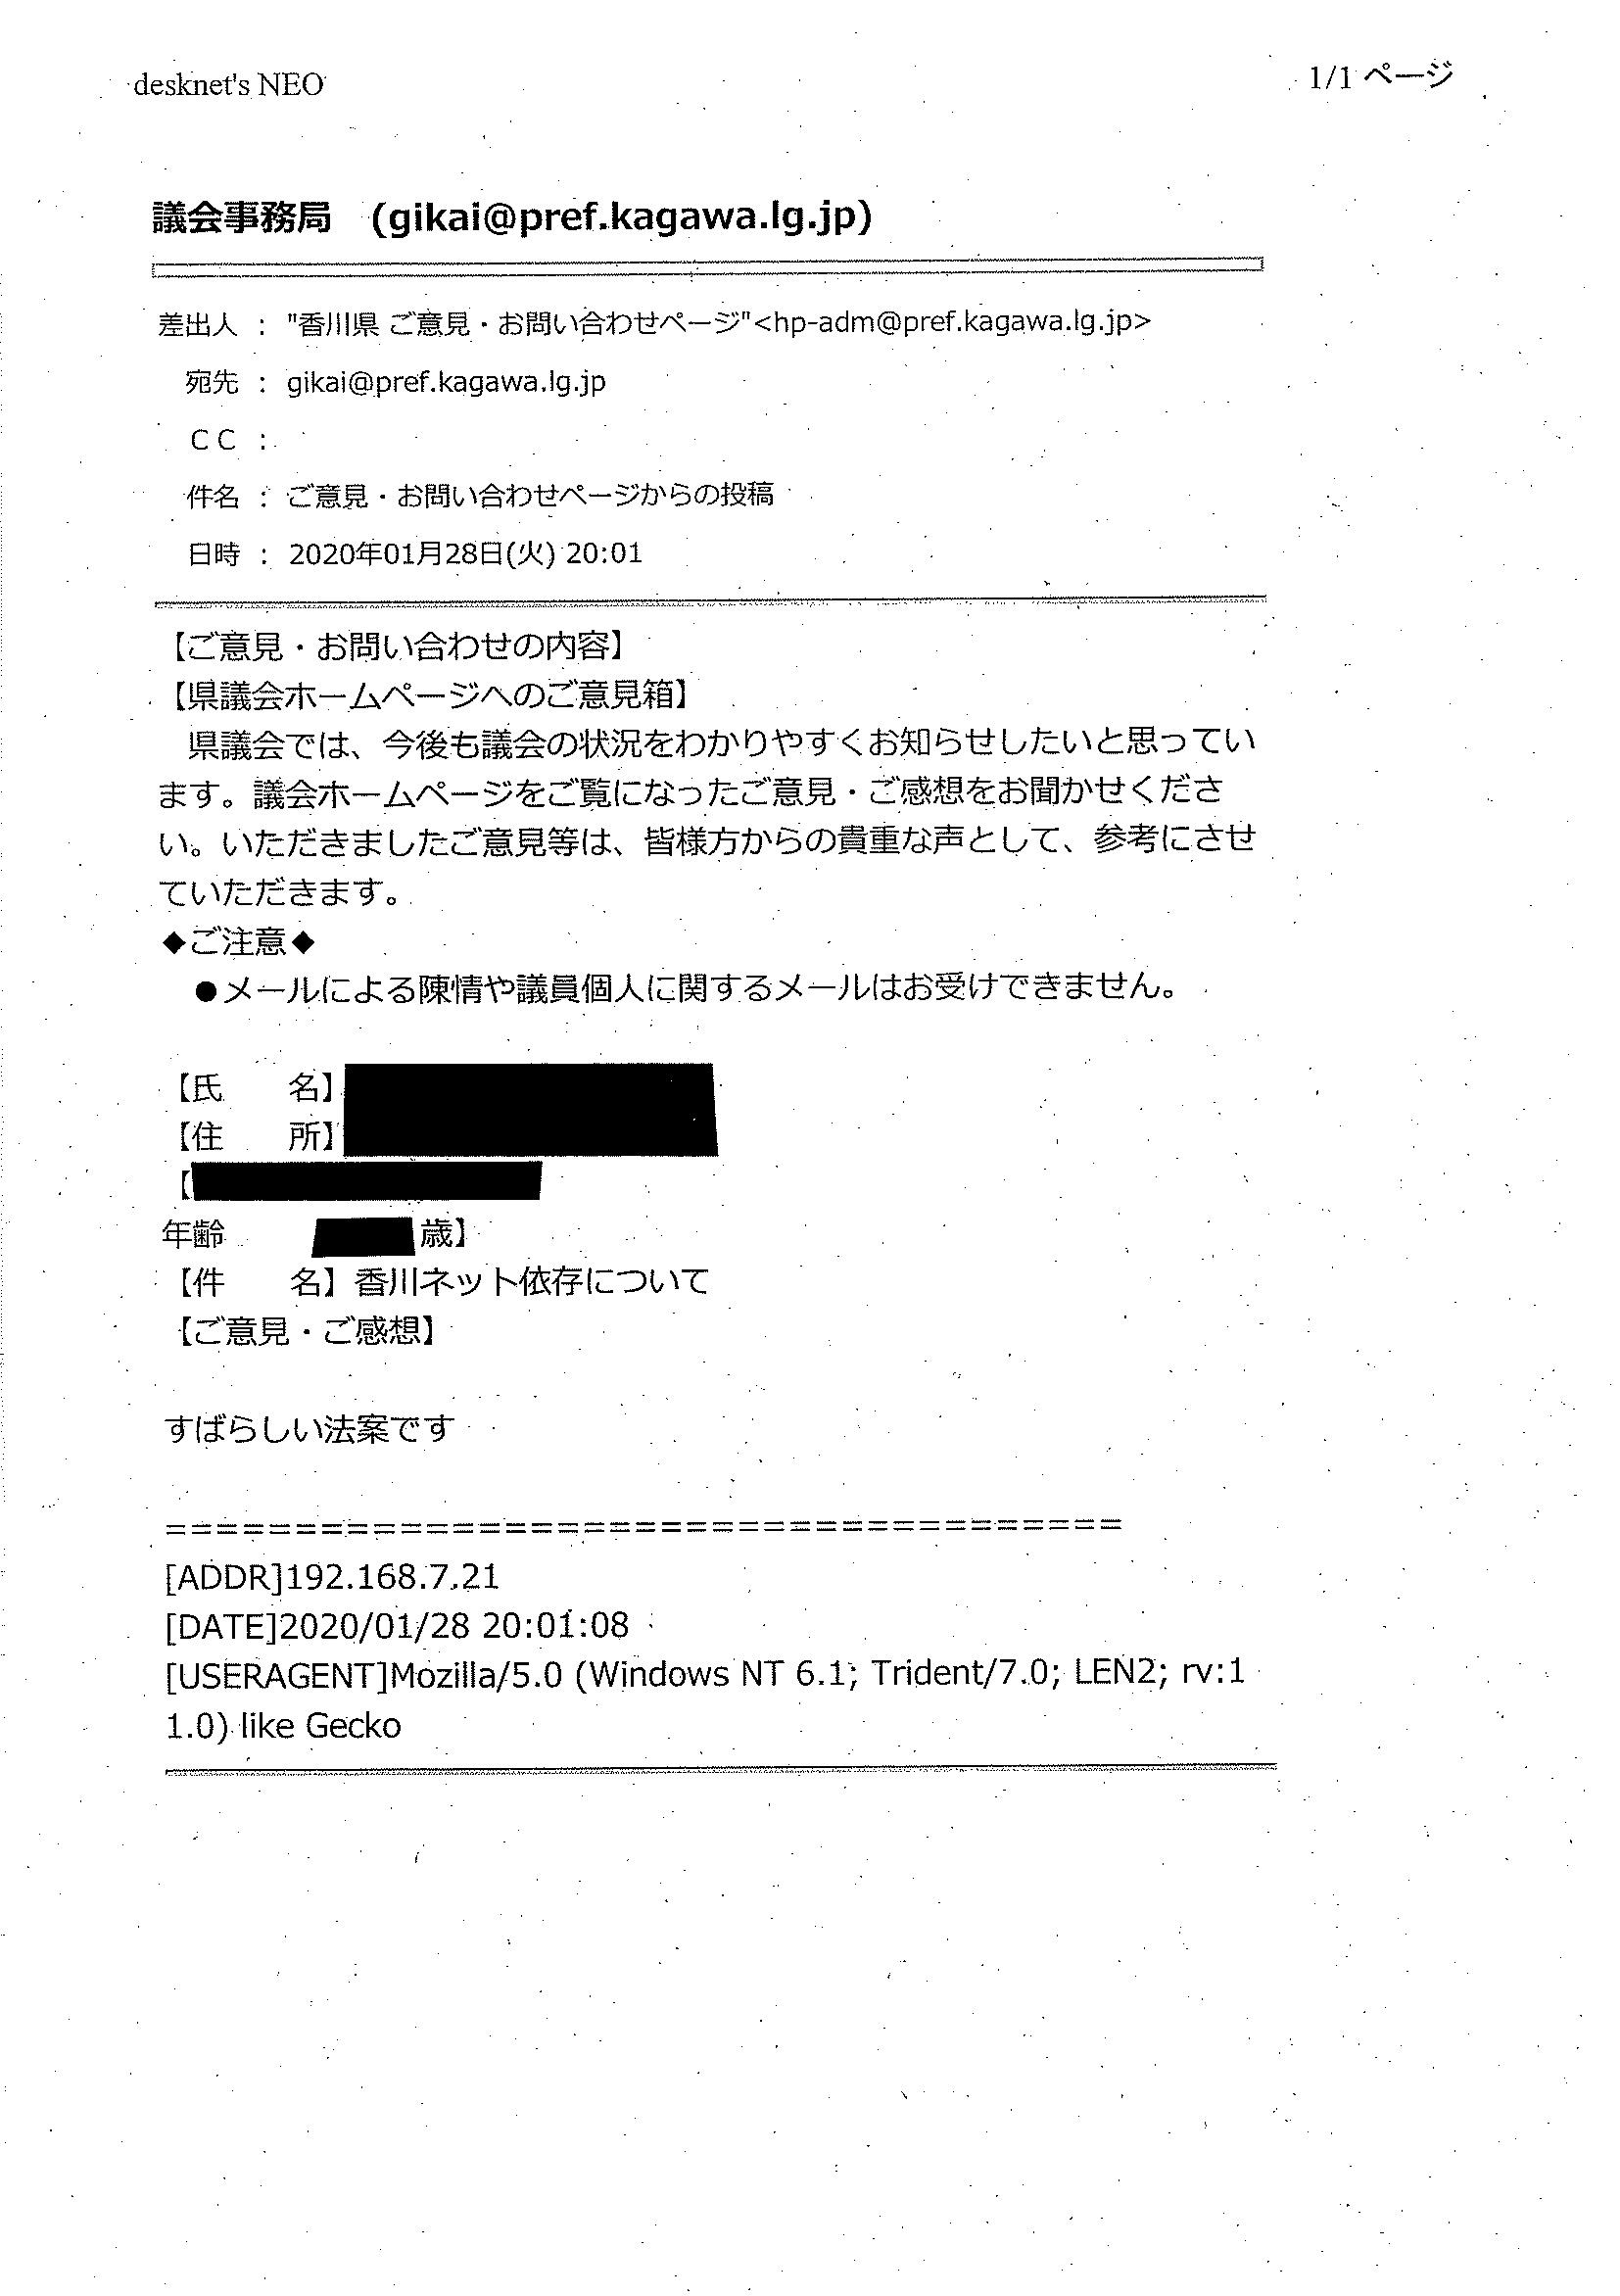 desknet's NEO
1/1 ページ
議会事務局　(gikai@pref.kagawa.lg.jp)
差出人 : "香川県 ご意見・お問い合わせページ"<hp-adm@pref.kagawa.lg.jp>
宛先 : gikai@pref.kagawa.lg.jp
ＣＣ :
件名 : ご意見・お問い合わせページからの投稿
日時 : 2020年01月28日(火) 20:01
【ご意見・お問い合わせの内容】
【県議会ホームページへのご意見箱】
　県議会では、今後も議会の状況をわかりやすくお知らせしたいと思ってい
ます。議会ホームページをご覧になったご意見・ご感想をお聞かせくださ
い。いただきましたご意見等は、皆様方からの貴重な声として、参考にさせ
ていただきます。
◆ご注意◆
　●メールによる陳情や議員個人に関するメールはお受けできません。
【氏　　名】
【住　　所】
【
年齢　　歳】
【件　　名】香川ネット依存について
【ご意見・ご感想】
すばらしい法案です
=====================================
[ADDR]192.168.7.21
[DATE]2020/01/28 20:01:08
[USERAGENT]Mozilla/5.0 (Windows NT 6.1; Trident/7.0; LEN2; rv:1
1.0) like Gecko